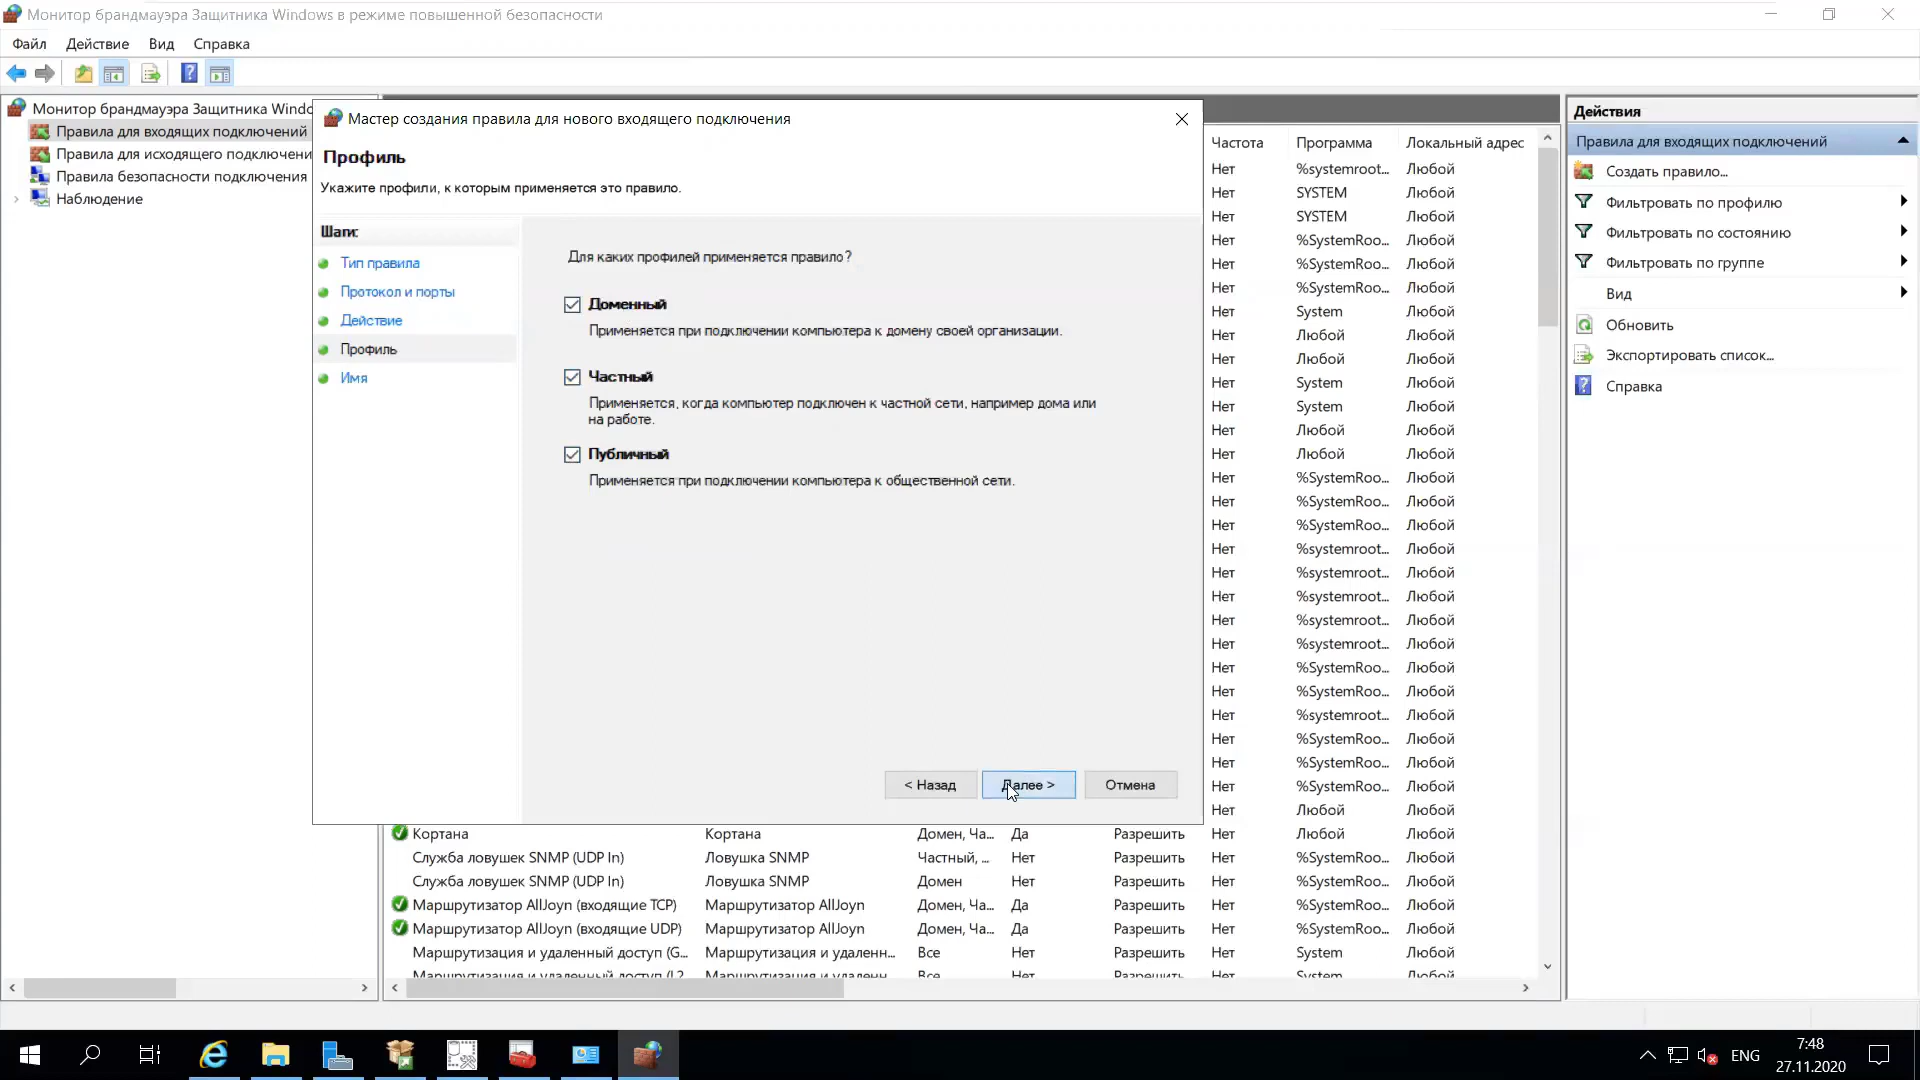 Монитор брандмауэра Защитника Windows в режиме повышенной безопасности
Файл Действие Вид Справка
Монитор брандмауэра Защитника Windo
Правила для входящих подключений
Правила для исходящего подключени
Правила безопасности подключения
Наблюдение
Мастер создания правила для нового входящего подключения
Профиль
Укажите профили, к которым применяется это правило.
Шаги:
Тип правила
Протокол и порты
Действие
Профиль
Имя
Для каких профилей применяется правило?
Доменный
Применяется при подключении компьютера к домену своей организации.
Частный
Применяется, когда компьютер подключен к частной сети, например дома или
на работе.
Публичный
Применяется при подключении компьютера к общественной сети.
< Назад Далее > Отмена
Частота Программа Локальный адрес
Нет %systemroot... Любой
Нет SYSTEM Любой
Нет SYSTEM Любой
Нет %SystemRoo... Любой
Нет %SystemRoo... Любой
Нет %SystemRoo... Любой
Нет System Любой
Нет Любой Любой
Нет Любой Любой
Нет System Любой
Нет System Любой
Нет Любой Любой
Нет Любой Любой
Нет %SystemRoo... Любой
Нет %SystemRoo... Любой
Нет %SystemRoo... Любой
Нет %systemroot... Любой
Нет %systemroot... Любой
Нет %systemroot... Любой
Нет %systemroot... Любой
Нет %systemroot... Любой
Нет %SystemRoo... Любой
Нет %SystemRoo... Любой
Нет %systemroot... Любой
Нет %SystemRoo... Любой
Нет %SystemRoo... Любой
Нет %SystemRoo... Любой
Нет Любой Любой
Кортана Кортана Домен, Ча... Да Разрешить Нет Любой Любой
Служба ловушек SNMP (UDP In) Ловушка SNMP Частный, ... Нет Разрешить Нет %SystemRoo... Любой
Служба ловушек SNMP (UDP In) Ловушка SNMP Домен Нет Разрешить Нет %SystemRoo... Любой
Маршрутизатор AllJoyn (входящие TCP) Маршрутизатор AllJoyn Домен, Ча... Да Разрешить Нет %SystemRoo... Любой
Маршрутизатор AllJoyn (входящие UDP) Маршрутизатор AllJoyn Домен, Ча... Да Разрешить Нет %SystemRoo... Любой
Маршрутизация и удаленный доступ (G... Маршрутизация и удаленн... Все Нет Разрешить Нет System Любой
Маршрутизация и удаленный доступ (L2... Маршрутизация и удаленн... Все Нет Разрешить Нет System Любой
Действия
Правила для входящих подключений
Создать правило...
Фильтровать по профилю
Фильтровать по состоянию
Фильтровать по группе
Вид
Обновить
Экспортировать список...
Справка
ENG
7:48
27.11.2020